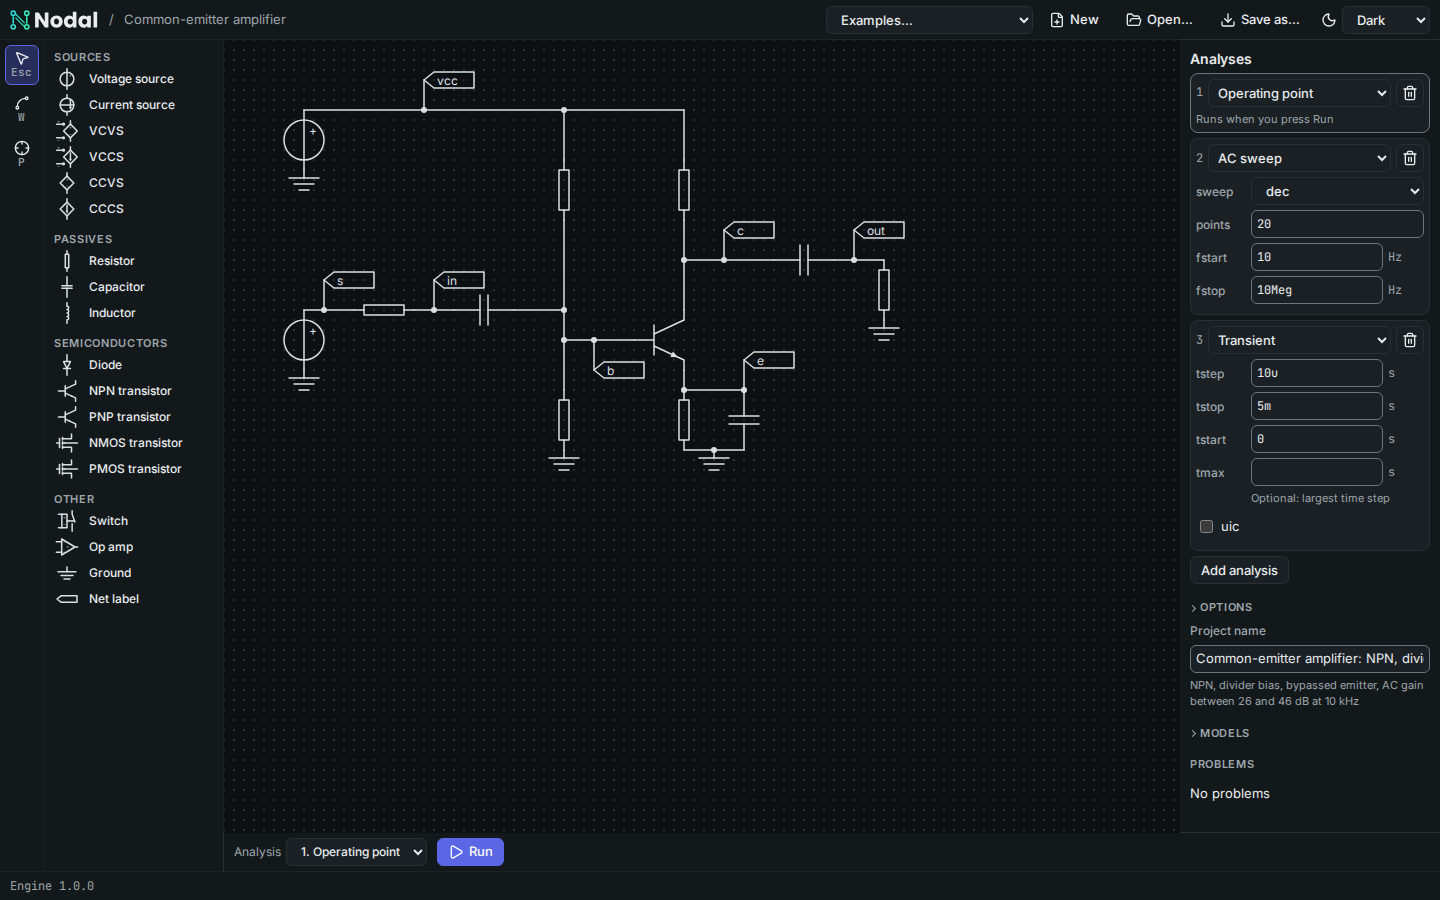 Nodal / Common-emitter amplifier
Examples...
New
Open...
Save as...
Dark
Esc
W
P
SOURCES
Voltage source
Current source
VCVS
VCCS
CCVS
CCCS
PASSIVES
Resistor
Capacitor
Inductor
SEMICONDUCTORS
Diode
NPN transistor
PNP transistor
NMOS transistor
PMOS transistor
OTHER
Switch
Op amp
Ground
Net label
vcc
+
c
out
s
in
+
b
e
Analysis
1. Operating point
Run
Analyses
1 Operating point
Runs when you press Run
2 AC sweep
sweep dec
points 20
fstart 10 Hz
fstop 10Meg Hz
3 Transient
tstep 10u s
tstop 5m s
tstart 0 s
tmax s
Optional: largest time step
uic
Add analysis
OPTIONS
Project name
Common-emitter amplifier: NPN, divi
NPN, divider bias, bypassed emitter, AC gain
between 26 and 46 dB at 10 kHz
MODELS
PROBLEMS
No problems
Engine 1.0.0